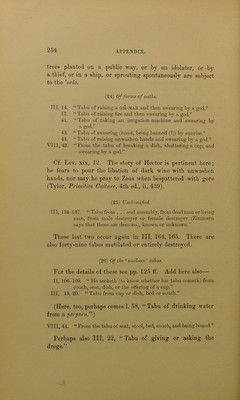 234 APPENDIX.
trees planted on a public way, or by an idolater, or by
a thief, or in a ship, or sprouting spontaneously are subject
to the ‘orla.
(24) Of forms of oaths.
III, 14. “Tabu of raising a and then swearing by a god.”
17. “Tabu of mixing fire and then swearing by a god.”
41. “Tabu of taking an irrigation-machine and swearing by
a god.”
43. “Tabu of swearing (tamû, being banned (?)) by usurtue.”
44. “Tabu of raising unwashen hands and swearing by a god.”
VIII, 49. “From the tabu of breaking a dish, shattering a cup, and
swearing by a god.”
Cf. Lev. xix, 12. The story of Hector is pertinent here;
he fears to pour the libation of dark wine with unwashen
hands, nor may he pray to Zeus when bespattered with gore
(Tylor, Primitive Culture, 4th ed., ii, 439).
(25) Unclassified.
III, 134-137. “Tabu from . . . and assembly, from dead man or living
man, from male destroyer or female destroyer (Zimmern
says that these are demons), known or unknown.”
These last two occur again in III, 164, 165. There are
also forty-nine tabus mutilated or entirely destroyed.
(26) Of the ‘unclean’ tabus.
For the details of these see pp. 125 ff. Add here also—
II, 106-109. “He seeketh (to know whether his tabu cometh) from
couch, seat, dish, or the offering of a cup.”
III, 19, 20. “Tabu from cup or dish, bed or couch.”
(Here, too, perhaps comes l. 58, “Tabu of drinking water
from a puršaru.”)
VIII, 44. “From the tabu of seat, stool, bed, couch, and being bound.”
Perhaps also III, 22, “Tabu of giving or asking the
dregs.”